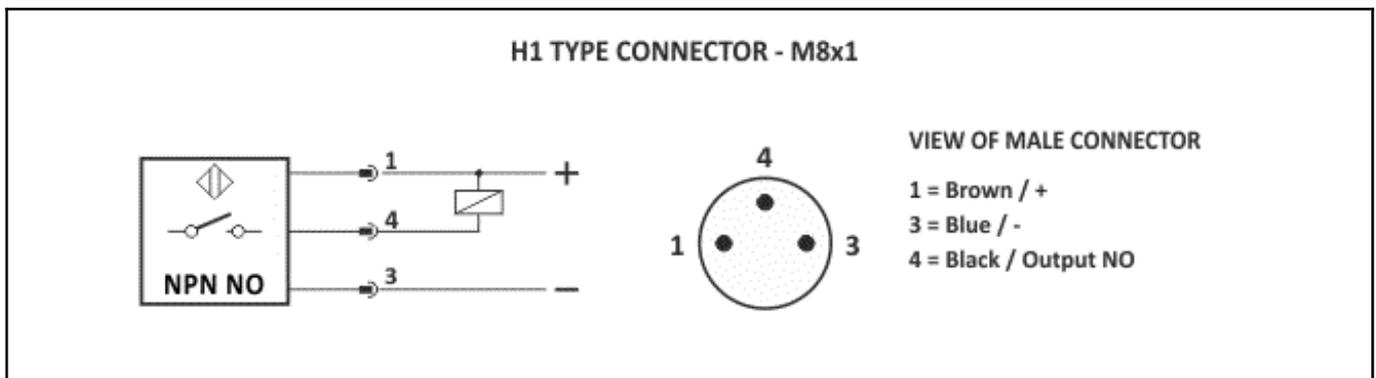 H1 TYPE CONNECTOR - M8x1
VIEW OF MALE CONNECTOR
1 = Brown / +
3 = Blue / -
4 = Black / Output NO
1
+
4
NPN NO
3
−
4
1
3